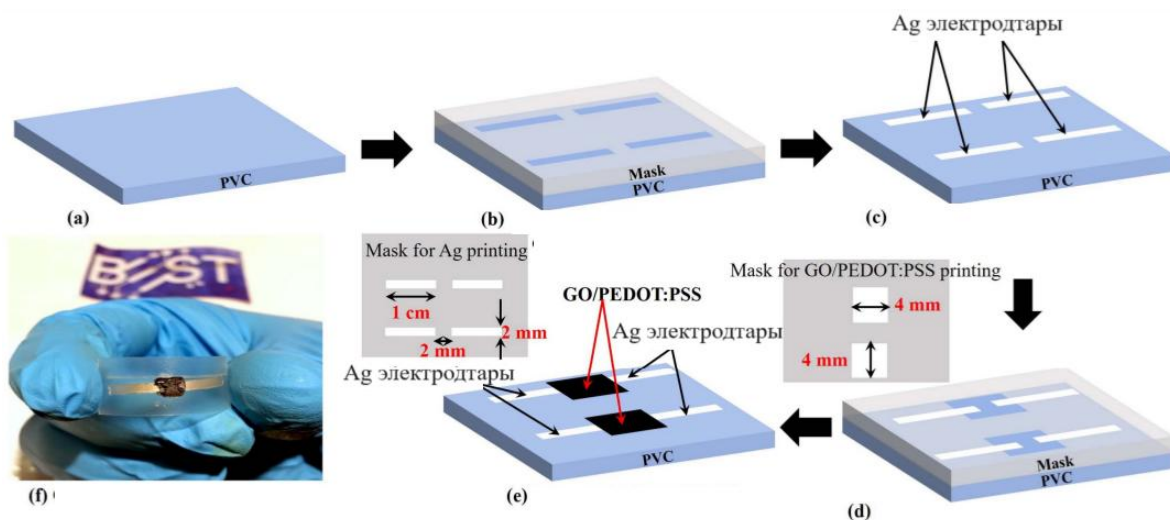 Ag электродтары
PVC
(a)
Mask
PVC
(b)
PVC
(c)
Mask for Ag printing
1 cm
2 mm
2 mm
Mask for GO/PEDOT:PSS printing
4 mm
4 mm
GO/PEDOT:PSS
Ag электродтары
Ag электродтары
PVC
(e)
Mask
PVC
(d)
(f)